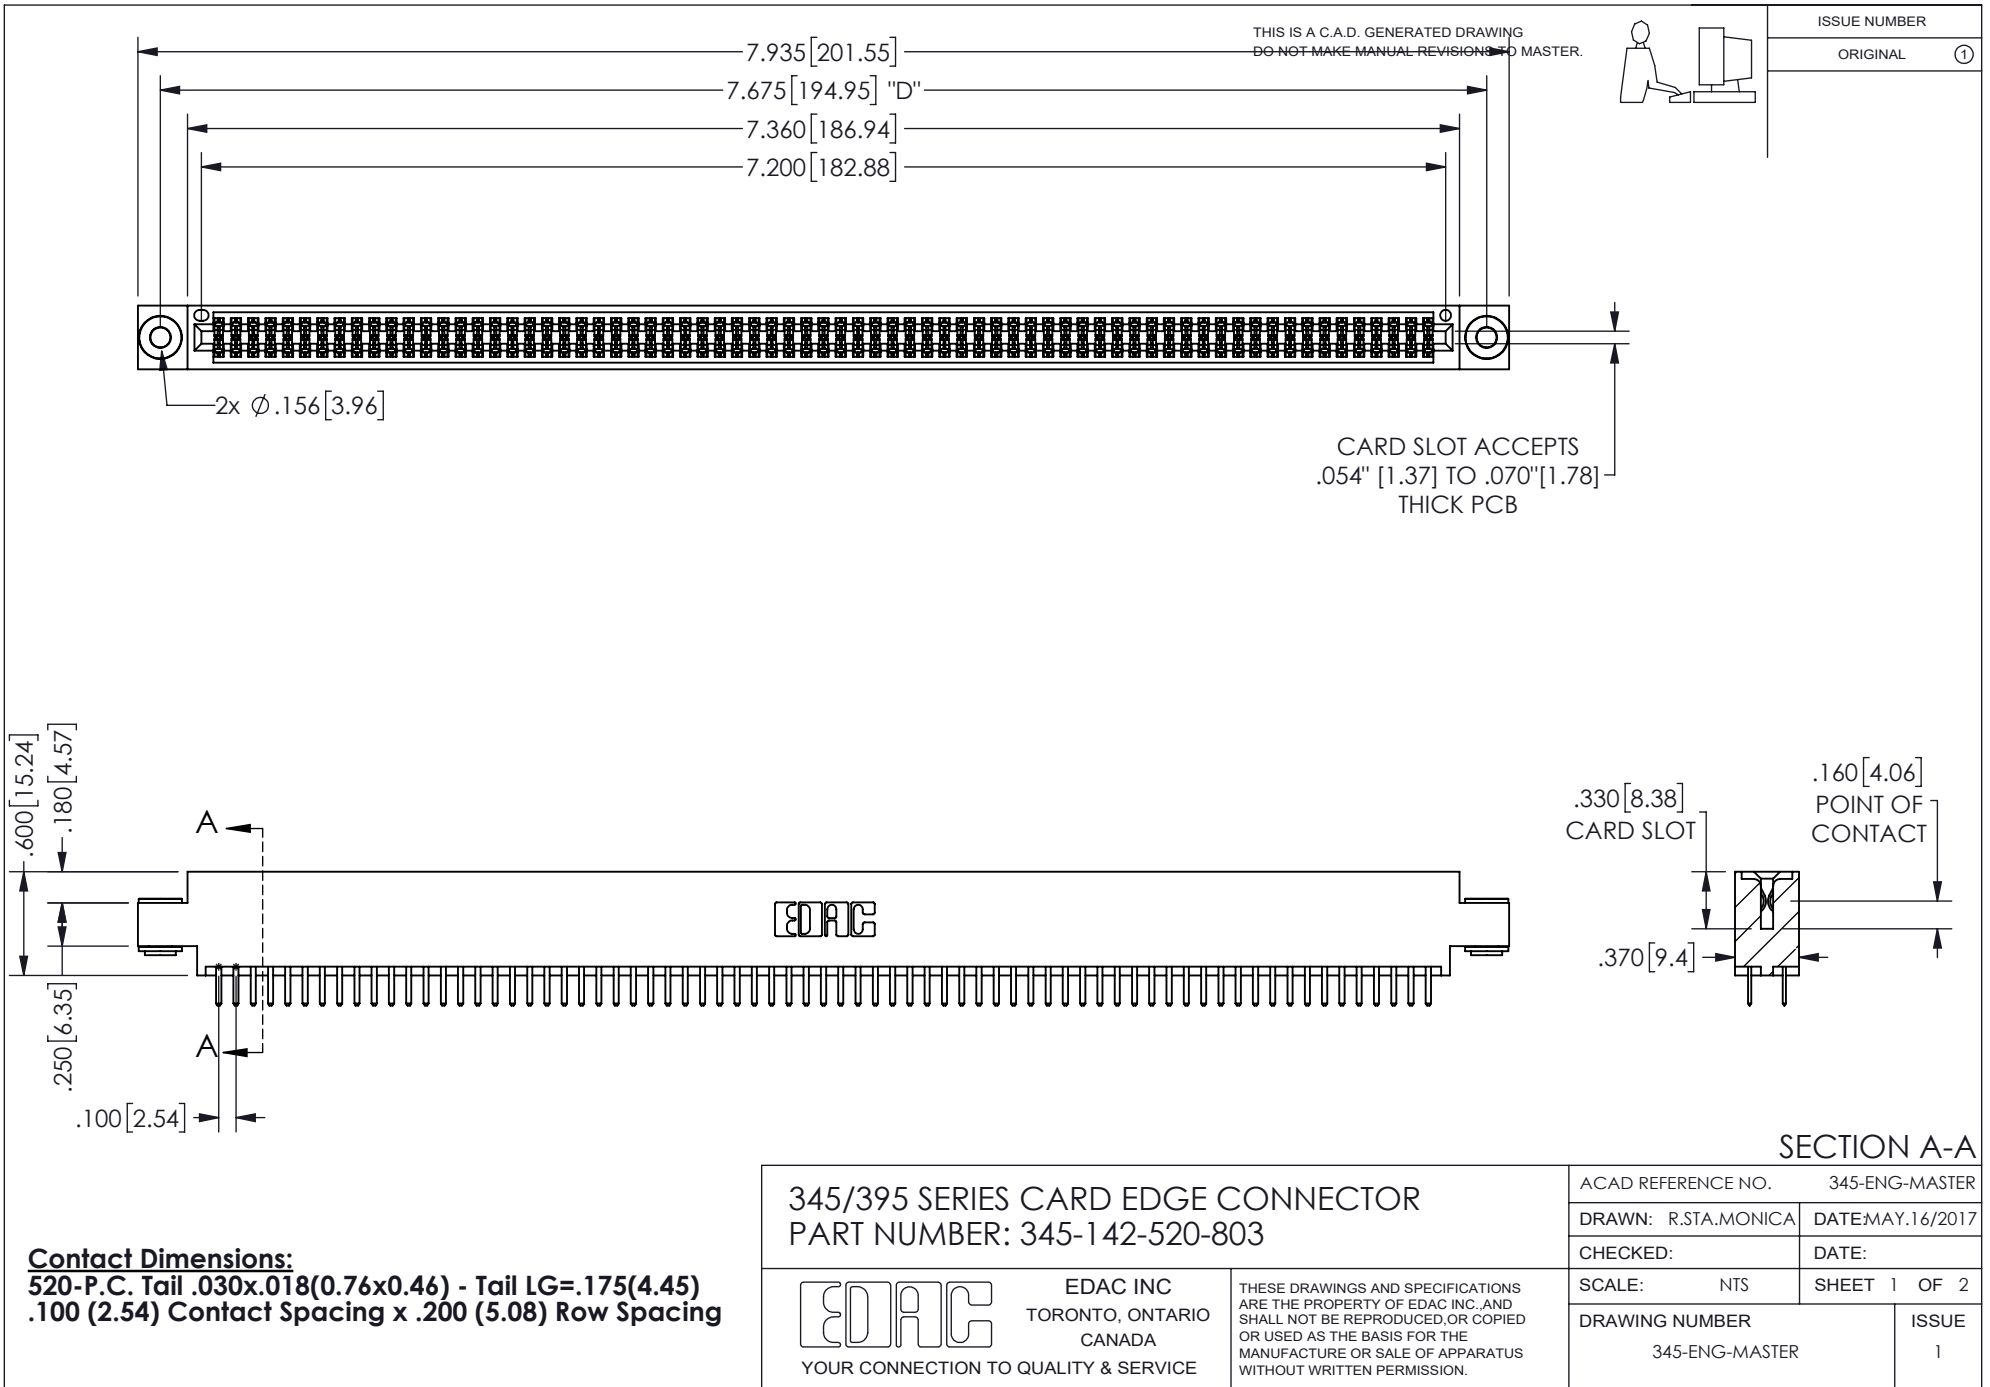 THIS IS A C.A.D. GENERATED DRAWING
DO NOT MAKE MANUAL REVISIONS TO MASTER.
ISSUE NUMBER
ORIGINAL 1
7.935[201.55]
7.675[194.95] "D"
7.360[186.94]
7.200[182.88]
2x Ø.156[3.96]
CARD SLOT ACCEPTS
.054" [1.37] TO .070"[1.78]
THICK PCB
.600[15.24]
.180[4.57]
.250[6.35]
A
A
.100[2.54]
EDAC
.330[8.38]
CARD SLOT
.160[4.06]
POINT OF
CONTACT
.370[9.4]
SECTION A-A
Contact Dimensions:
520-P.C. Tail .030x.018(0.76x0.46) - Tail LG=.175(4.45)
.100 (2.54) Contact Spacing x .200 (5.08) Row Spacing
345/395 SERIES CARD EDGE CONNECTOR
PART NUMBER: 345-142-520-803
EDAC
EDAC INC
TORONTO, ONTARIO
CANADA
YOUR CONNECTION TO QUALITY & SERVICE
THESE DRAWINGS AND SPECIFICATIONS
ARE THE PROPERTY OF EDAC INC.,AND
SHALL NOT BE REPRODUCED,OR COPIED
OR USED AS THE BASIS FOR THE
MANUFACTURE OR SALE OF APPARATUS
WITHOUT WRITTEN PERMISSION.
ACAD REFERENCE NO. 345-ENG-MASTER
DRAWN: R.STA.MONICA DATE:MAY.16/2017
CHECKED: DATE:
SCALE: NTS SHEET 1 OF 2
DRAWING NUMBER ISSUE
345-ENG-MASTER 1